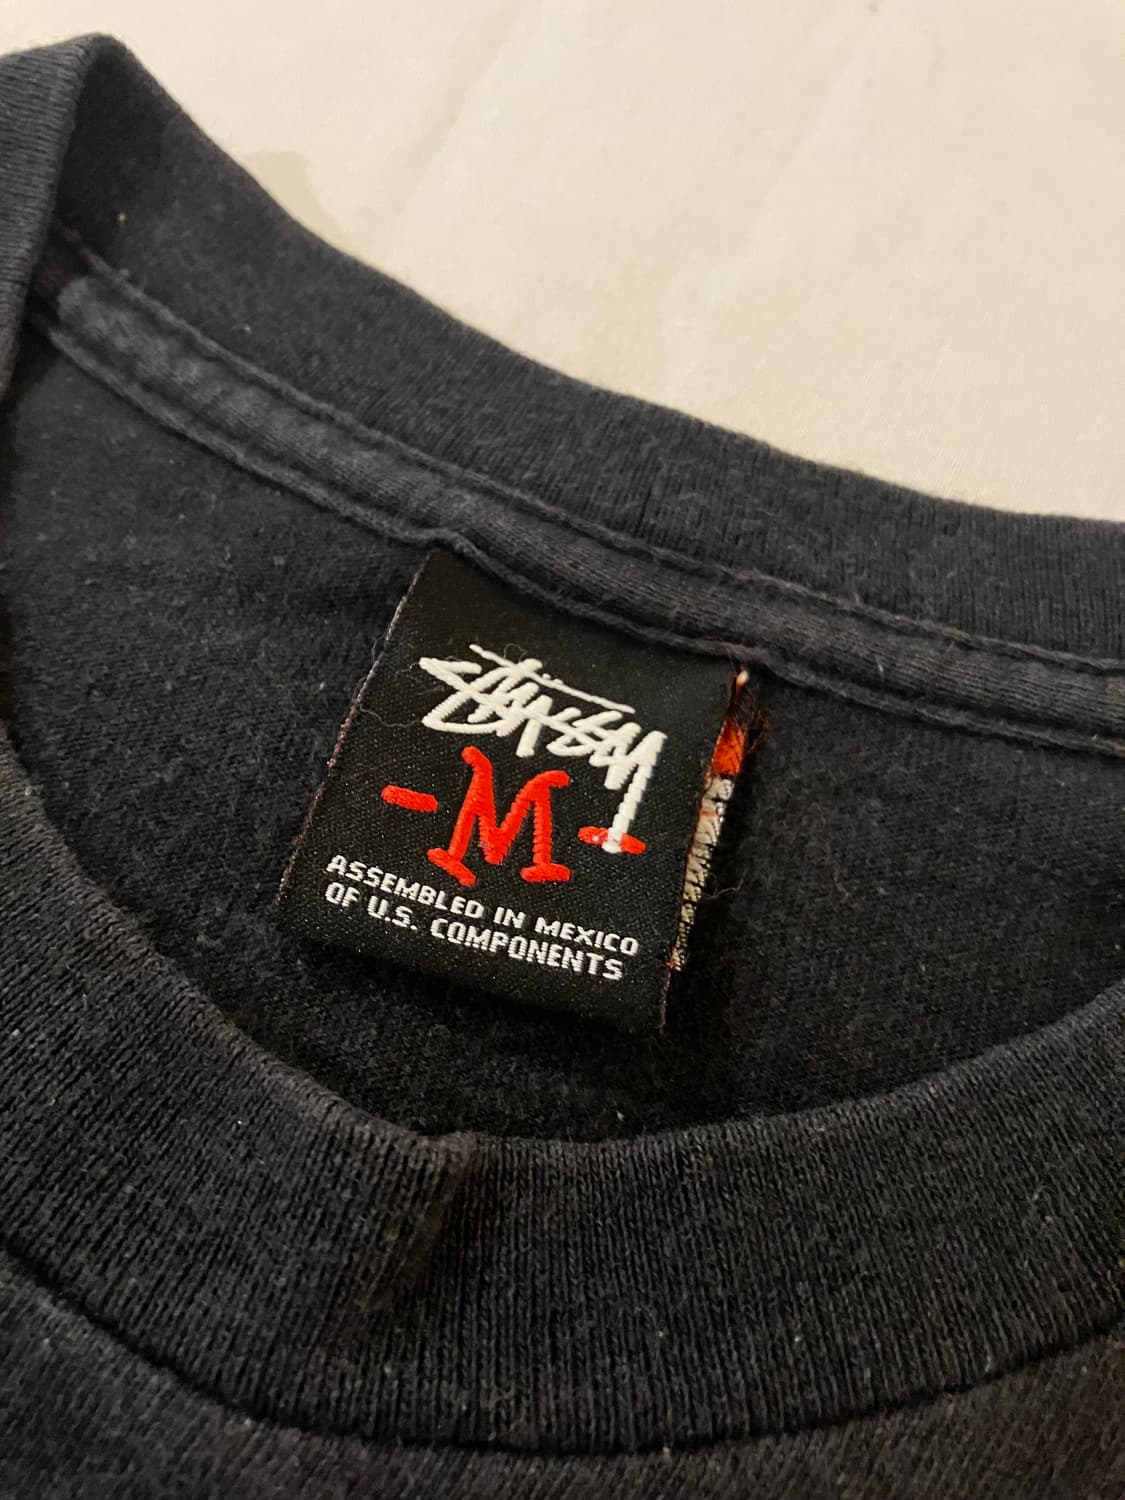 STÜSSY
-M-
ASSEMBLED IN MEXICO
OF U.S. COMPONENTS